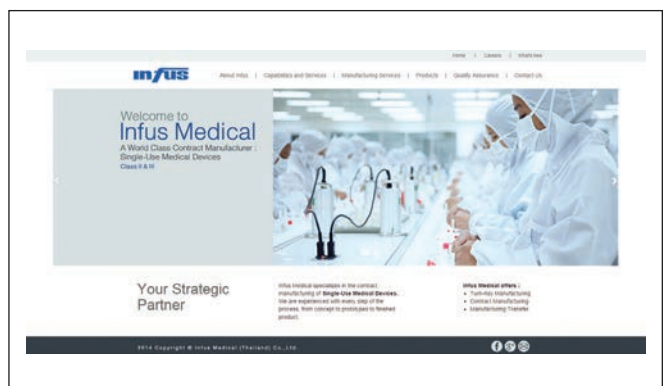 Home | Careers | What's new
infus
About Infus | Capabilities and Services | Manufacturing Services | Products | Quality Assurance | Contact Us
Welcome to
Infus Medical
A World Class Contract Manufacturer :
Single-Use Medical Devices
Class II & III
Your Strategic
Partner
Infus Medical specializes in the contract
manufacturing of Single-Use Medical Devices.
We are experienced with every step of the
process, from concept to prototypes to finished
product.
Infus Medical offers :
• Turn-Key Manufacturing
• Contract Manufacturing
• Manufacturing Transfer
2014 Copyright © Infus Medical (Thailand) Co.,Ltd.